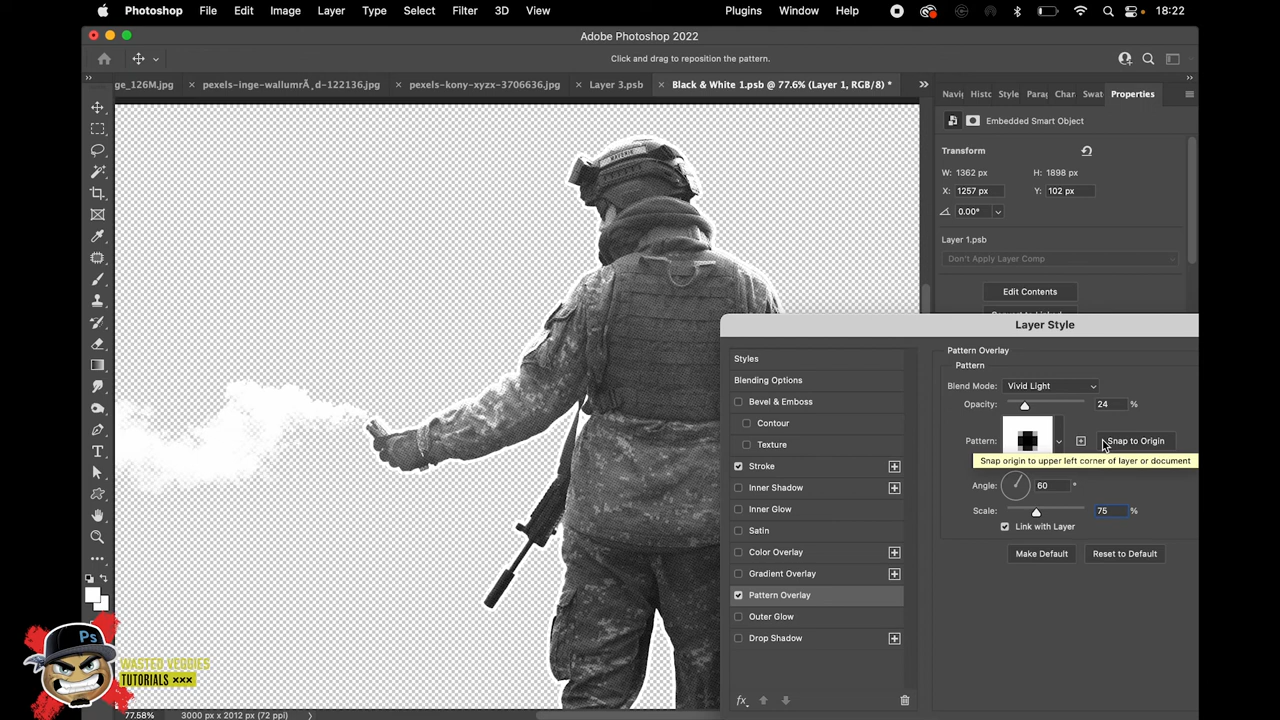 Photoshop File Edit Image Layer Type Select Filter 3D View Plugins Window Help 18:22
Adobe Photoshop 2022
Click and drag to reposition the pattern.
ge_126M.jpg pexels-inge-wallumrÃ¸d-122136.jpg pexels-kony-xyzx-3706636.jpg Layer 3.psb Black & White 1.psb @ 77.6% (Layer 1, RGB/8) *
Navi Histc Style Parag Char. Swat Properties
Embedded Smart Object
Transform
W: 1362 px H: 1898 px
X: 1257 px Y: 102 px
0.00°
Layer 1.psb
Don't Apply Layer Comp
Edit Contents
Layer Style
Styles
Blending Options
Bevel & Emboss
Contour
Texture
Stroke
Inner Shadow
Inner Glow
Satin
Color Overlay
Gradient Overlay
Pattern Overlay
Outer Glow
Drop Shadow
fx
Pattern Overlay
Pattern
Blend Mode: Vivid Light
Opacity: 24 %
Pattern: Snap to Origin
Snap origin to upper left corner of layer or document
Angle: 60 °
Scale: 75 %
Link with Layer
Make Default Reset to Default
Ps
WASTED VEGGIES
TUTORIALS ×××
77.58% 3000 px x 2012 px (72 ppi)